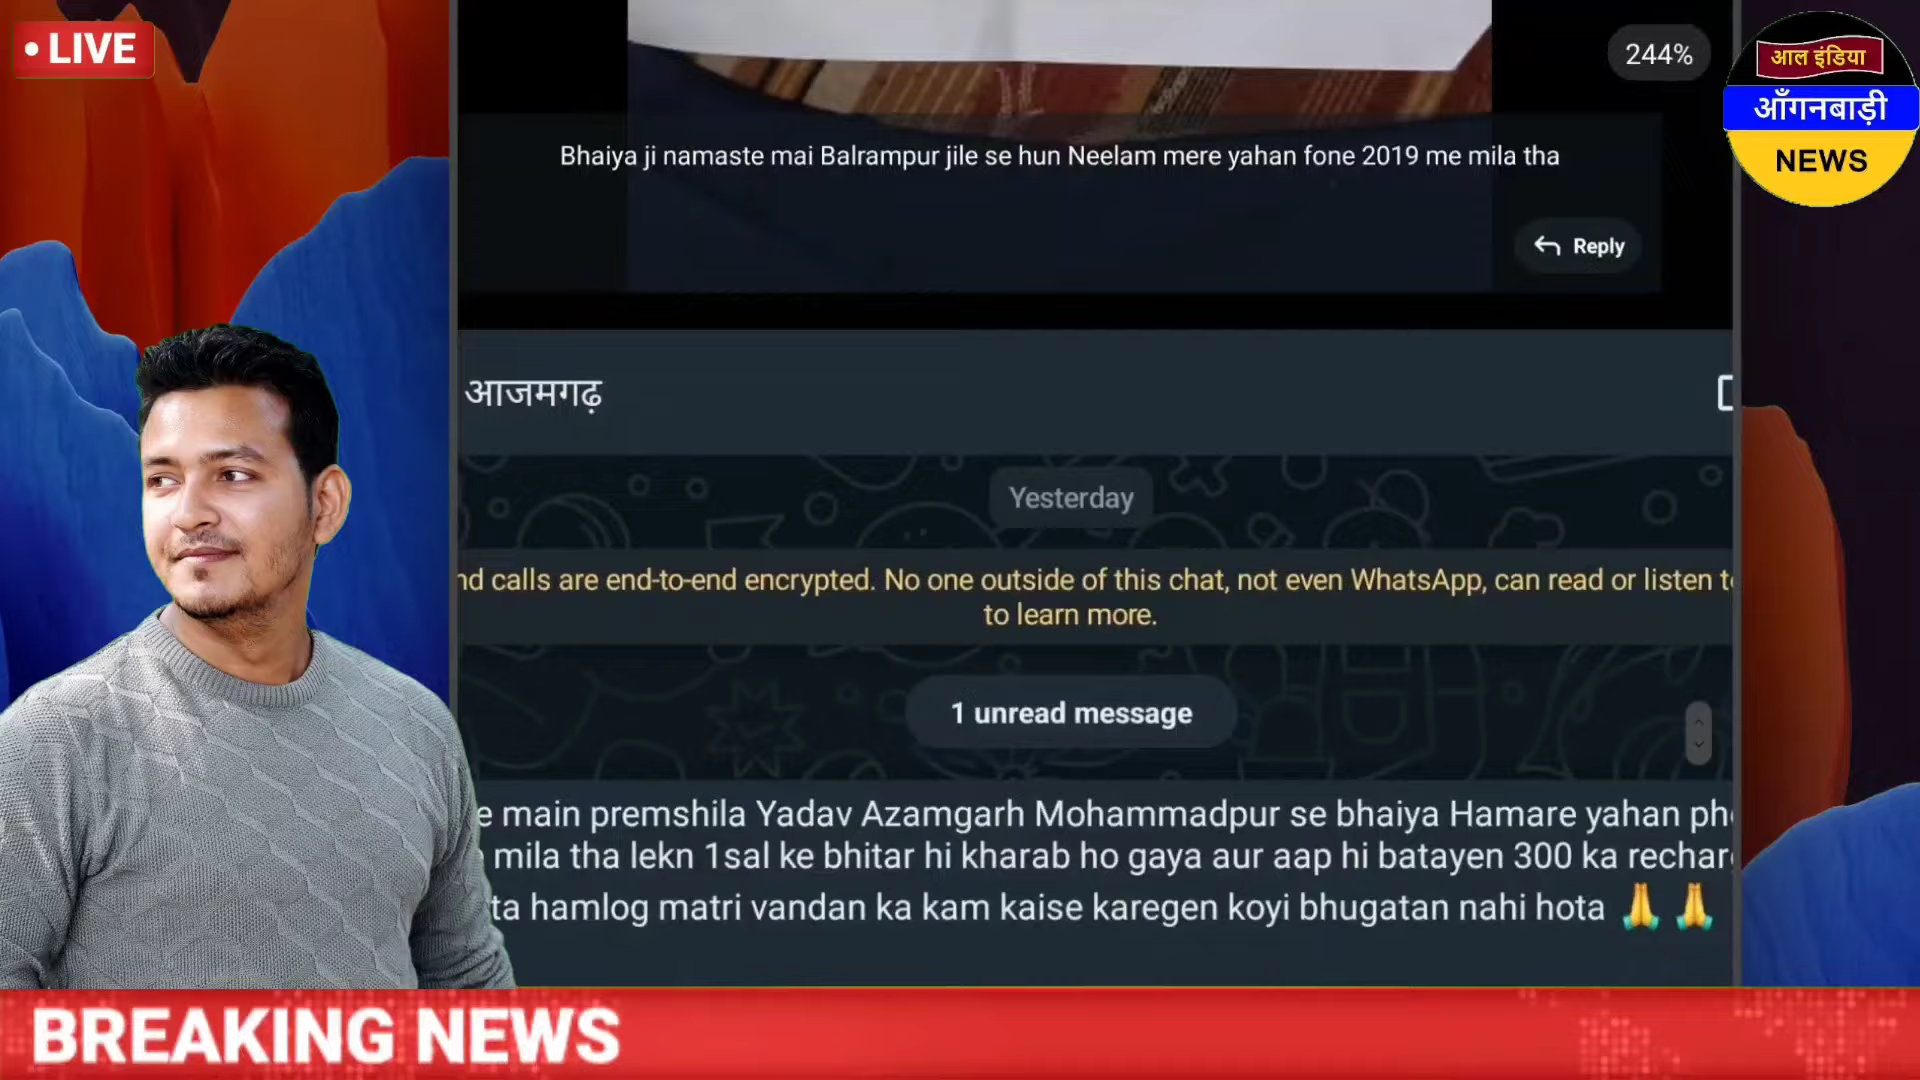 • LIVE
244%
आल इंडिया
आँगनबाड़ी
NEWS
Bhaiya ji namaste mai Balrampur jile se hun Neelam mere yahan fone 2019 me mila tha
Reply
आजमगढ़
Yesterday
calls are end-to-end encrypted. No one outside of this chat, not even WhatsApp, can read or listen
to learn more.
1 unread message
main premshila Yadav Azamgarh Mohammadpur se bhaiya Hamare yahan
mila tha lekn 1sal ke bhitar hi kharab ho gaya aur aap hi batayen 300 ka
hamlog matri vandan ka kam kaise karegen koyi bhugatan nahi hota 🙏 🙏
BREAKING NEWS